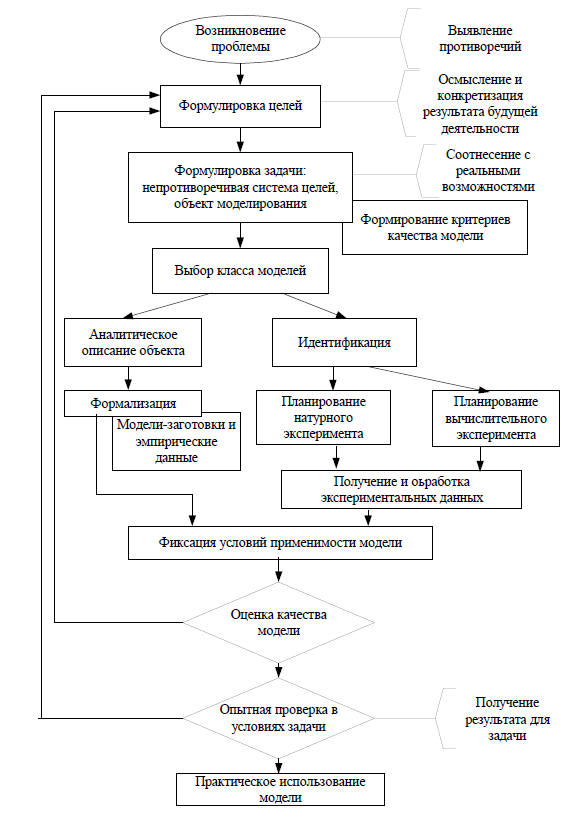 Возникновение
проблемы
Выявление
противоречий
Формулировка целей
Осмысление и
конкретизация
результата будущей
деятельности
Формулировка задачи:
непротиворечивая система целей,
объект моделирования
Соотнесение с
реальными
возможностями
Формирование критериев
качества модели
Выбор класса моделей
Аналитическое
описание объекта
Идентификация
Формализация
Модели-заготовки и
эмпирические
данные
Планирование
натурного
эксперимента
Планирование
вычислительного
эксперимента
Получение и оьработка
экспериментальных данных
Фиксация условий применимости модели
Оценка качества
модели
Опытная проверка в
условиях задачи
Получение
результата для
задачи
Практическое использование
модели